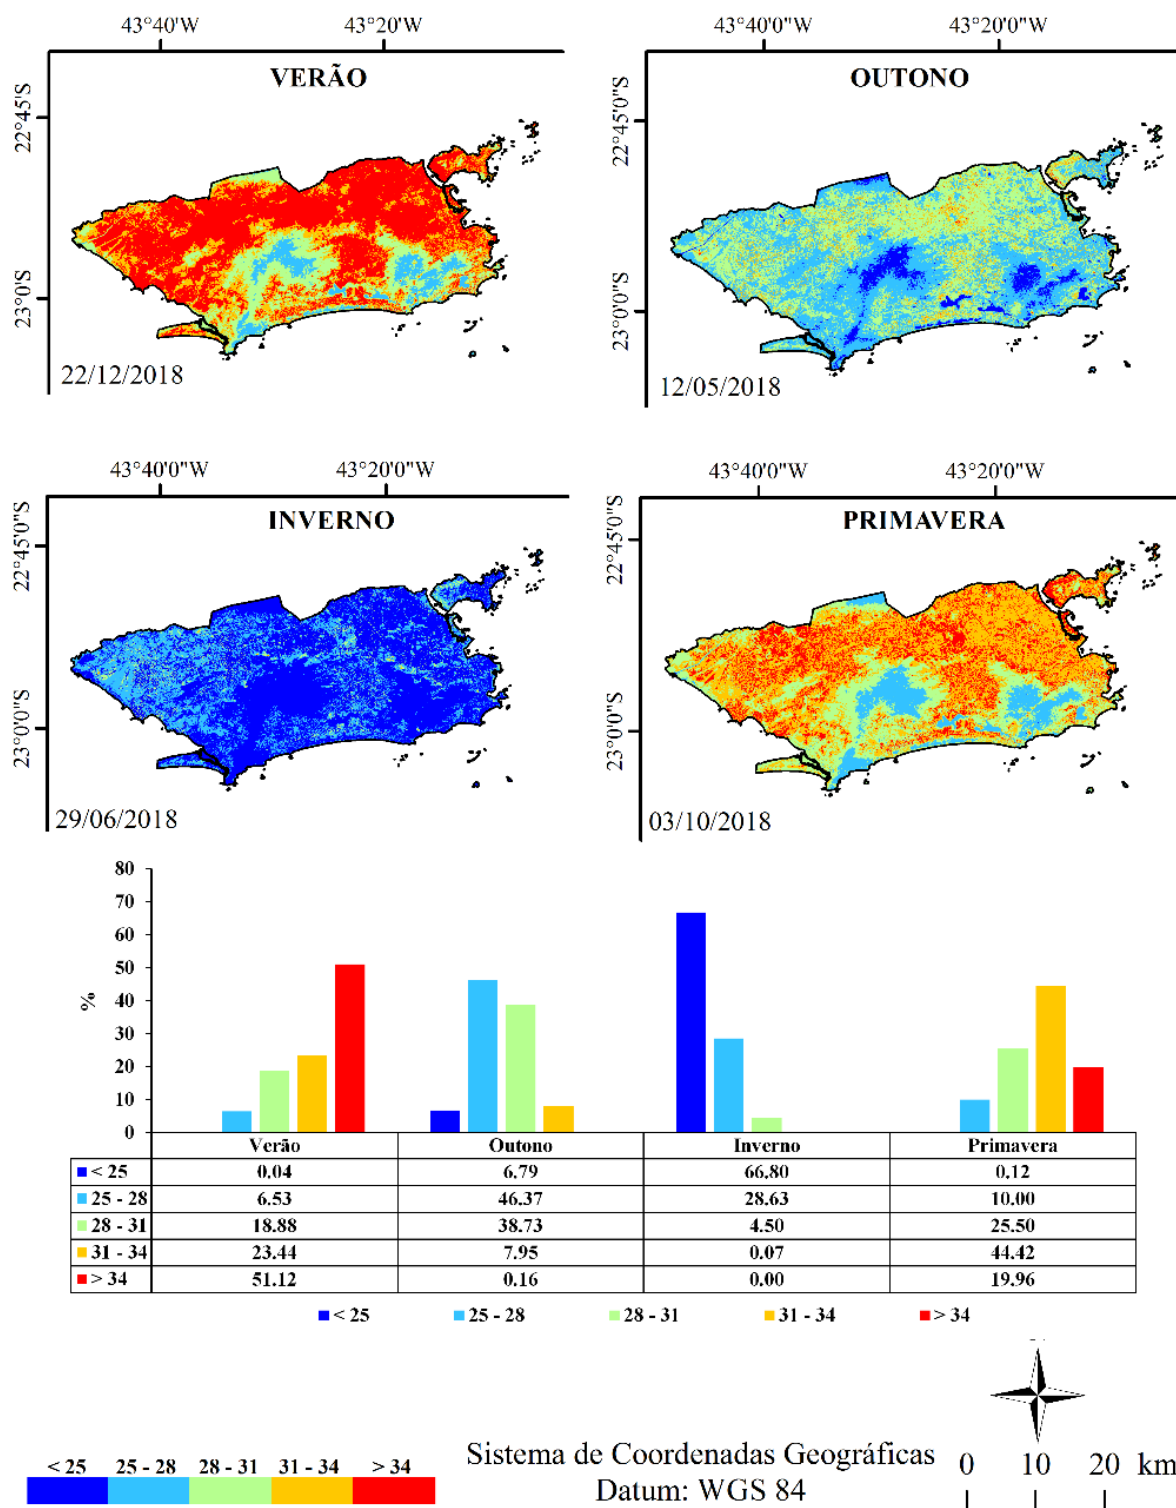 43°40'W 43°20'W 43°40'0"W 43°20'0"W
VERÃO OUTONO
22°45'S 22°45'0"S
23°0'S 23°0'0"S
22/12/2018 12/05/2018
43°40'0"W 43°20'0"W 43°40'0"W 43°20'0"W
INVERNO PRIMAVERA
22°45'0"S 22°45'0"S
23°0'0"S 23°0'0"S
29/06/2018 03/10/2018
80
70
60
50
40
30
20
10
0
%
Verão Outono Inverno Primavera
< 25 0.04 6.79 66.80 0.12
25 - 28 6.53 46.37 28.63 10.00
28 - 31 18.88 38.73 4.50 25.50
31 - 34 23.44 7.95 0.07 44.42
> 34 51.12 0.16 0.00 19.96
< 25 25 - 28 28 - 31 31 - 34 > 34
< 25 25 - 28 28 - 31 31 - 34 > 34
Sistema de Coordenadas Geográficas
Datum: WGS 84
0 10 20 km